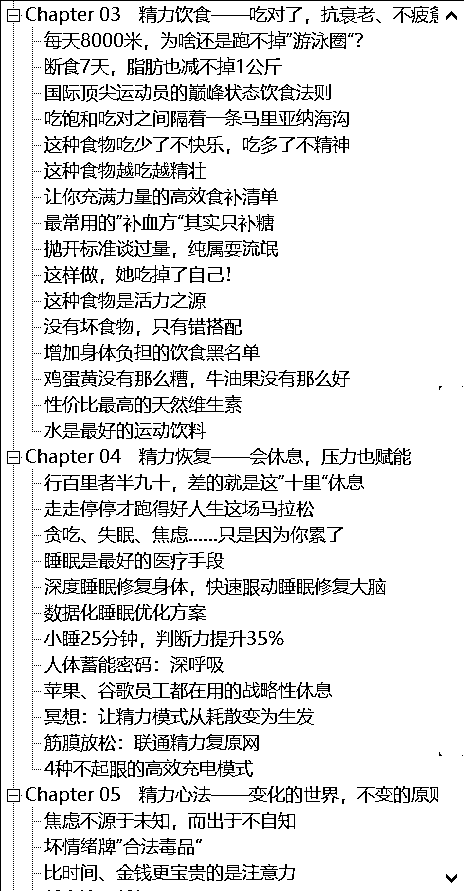 Chapter 03 精力饮食——吃对了，抗衰老、不疲
每天8000米，为啥还是跑不掉"游泳圈"？
断食7天，脂肪也减不掉1公斤
国际顶尖运动员的巅峰状态饮食法则
吃饱和吃对之间隔着一条马里亚纳海沟
这种食物吃少了不快乐，吃多了不精神
这种食物越吃越精壮
让你充满力量的高效食补清单
最常用的"补血方"其实只补糖
抛开标准谈过量，纯属耍流氓
这样做，她吃掉了自己！
这种食物是活力之源
没有坏食物，只有错搭配
增加身体负担的饮食黑名单
鸡蛋黄没有那么糟，牛油果没有那么好
性价比最高的天然维生素
水是最好的运动饮料
Chapter 04 精力恢复——会休息，压力也赋能
行百里者半九十，差的就是这"十里"休息
走走停停才跑得好人生这场马拉松
贪吃、失眠、焦虑……只是因为你累了
睡眠是最好的医疗手段
深度睡眠修复身体，快速眼动睡眠修复大脑
数据化睡眠优化方案
小睡25分钟，判断力提升35%
人体蓄能密码：深呼吸
苹果、谷歌员工都在用的战略性休息
冥想：让精力模式从耗散变为生发
筋膜放松：联通精力复原网
4种不起眼的高效充电模式
Chapter 05 精力心法——变化的世界，不变的原则
焦虑不源于未知，而出于不自知
坏情绪牌"合法毒品"
比时间、金钱更宝贵的是注意力